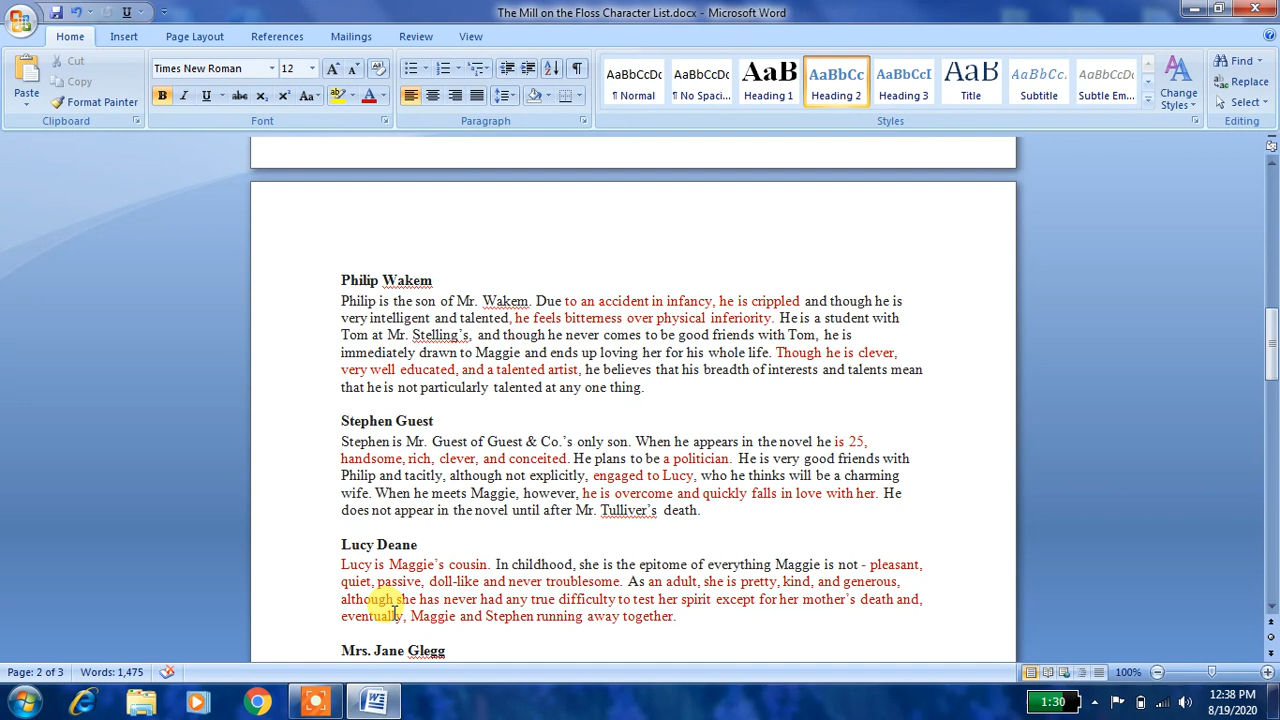 The Mill on the Floss Character List.docx - Microsoft Word
Home Insert Page Layout References Mailings Review View
Cut
Copy
Format Painter
Paste
Clipboard
Times New Roman 12
Font
Paragraph
AaBbCcDc AaBbCcDc AaB AaBbCc AaBbCcI AaB AaBbCcI AaBbCcDc
¶ Normal ¶ No Spaci... Heading 1 Heading 2 Heading 3 Title Subtitle Subtle Em...
Change
Styles
Styles
Find
Replace
Select
Editing
Philip Wakem
Philip is the son of Mr. Wakem. Due to an accident in infancy, he is crippled and though he is
very intelligent and talented, he feels bitterness over physical inferiority. He is a student with
Tom at Mr. Stelling’s, and though he never comes to be good friends with Tom, he is
immediately drawn to Maggie and ends up loving her for his whole life. Though he is clever,
very well educated, and a talented artist, he believes that his breadth of interests and talents mean
that he is not particularly talented at any one thing.
Stephen Guest
Stephen is Mr. Guest of Guest & Co.’s only son. When he appears in the novel he is 25,
handsome, rich, clever, and conceited. He plans to be a politician. He is very good friends with
Philip and tacitly, although not explicitly, engaged to Lucy, who he thinks will be a charming
wife. When he meets Maggie, however, he is overcome and quickly falls in love with her. He
does not appear in the novel until after Mr. Tulliver’s death.
Lucy Deane
Lucy is Maggie’s cousin. In childhood, she is the epitome of everything Maggie is not - pleasant,
quiet, passive, doll-like and never troublesome. As an adult, she is pretty, kind, and generous,
although she has never had any true difficulty to test her spirit except for her mother’s death and,
eventually, Maggie and Stephen running away together.
Mrs. Jane Glegg
Page: 2 of 3 Words: 1,475 100%
1:30 12:38 PM
8/19/2020